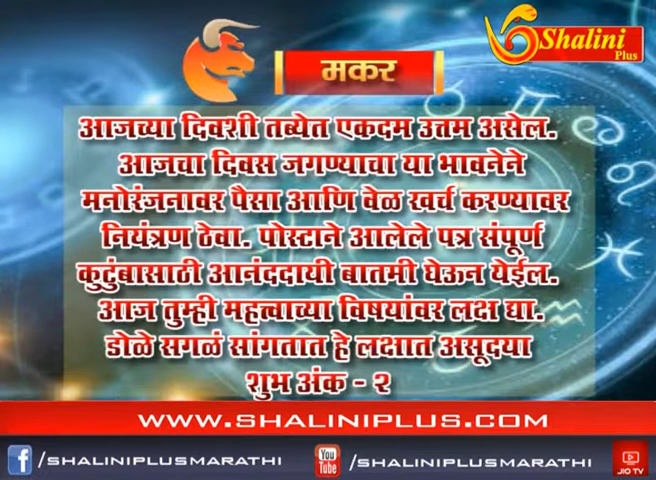 Shalini
Plus
मकर
आजच्या दिवशी तब्येत एकदम उत्तम असेल.
आजचा दिवस जगण्याचा या भावनेने
मनोरंजनावर पैसा आणि वेळ खर्च करण्यावर
नियंत्रण ठेवा. पोस्टाने आलेले पत्र संपूर्ण
कुटुंबासाठी आनंददायी बातमी घेऊन येईल.
आज तुम्ही महत्वाच्या विषयांवर लक्ष द्या.
डोळे सगळं सांगतात हे लक्षात असूदया
शुभ अंक - २
WWW.SHALINIPLUS.COM
f /SHALINIPLUSMARATHI
You Tube /SHALINIPLUSMARATHI
JIO TV